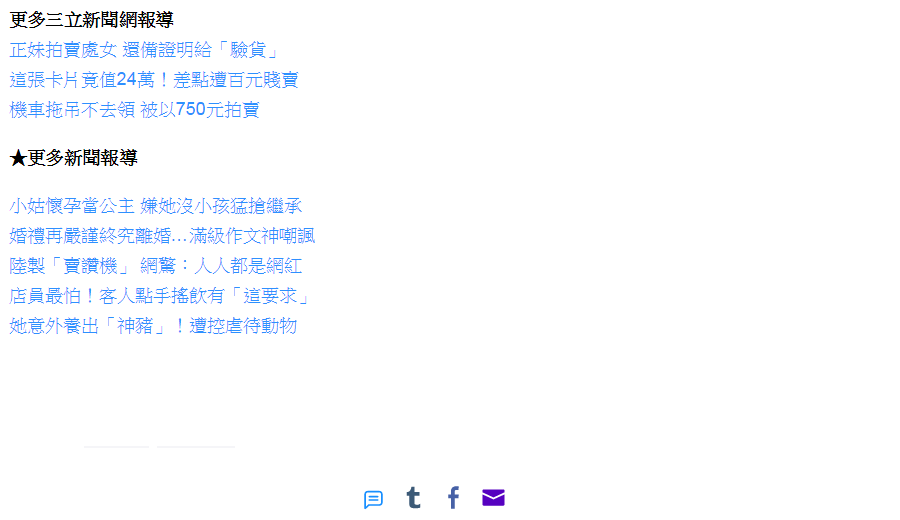 更多三立新聞網報導
正妹拍賣處女 還備證明給「驗貨」
這張卡片竟值24萬！差點遭百元賤賣
機車拖吊不去領 被以750元拍賣
★更多新聞報導
小姑懷孕當公主 嫌她沒小孩猛搶繼承
婚禮再嚴謹終究離婚…滿級作文神嘲諷
陸製「賣讚機」 網驚：人人都是網紅
店員最怕！客人點手搖飲有「這要求」
她意外養出「神豬」！遭控虐待動物